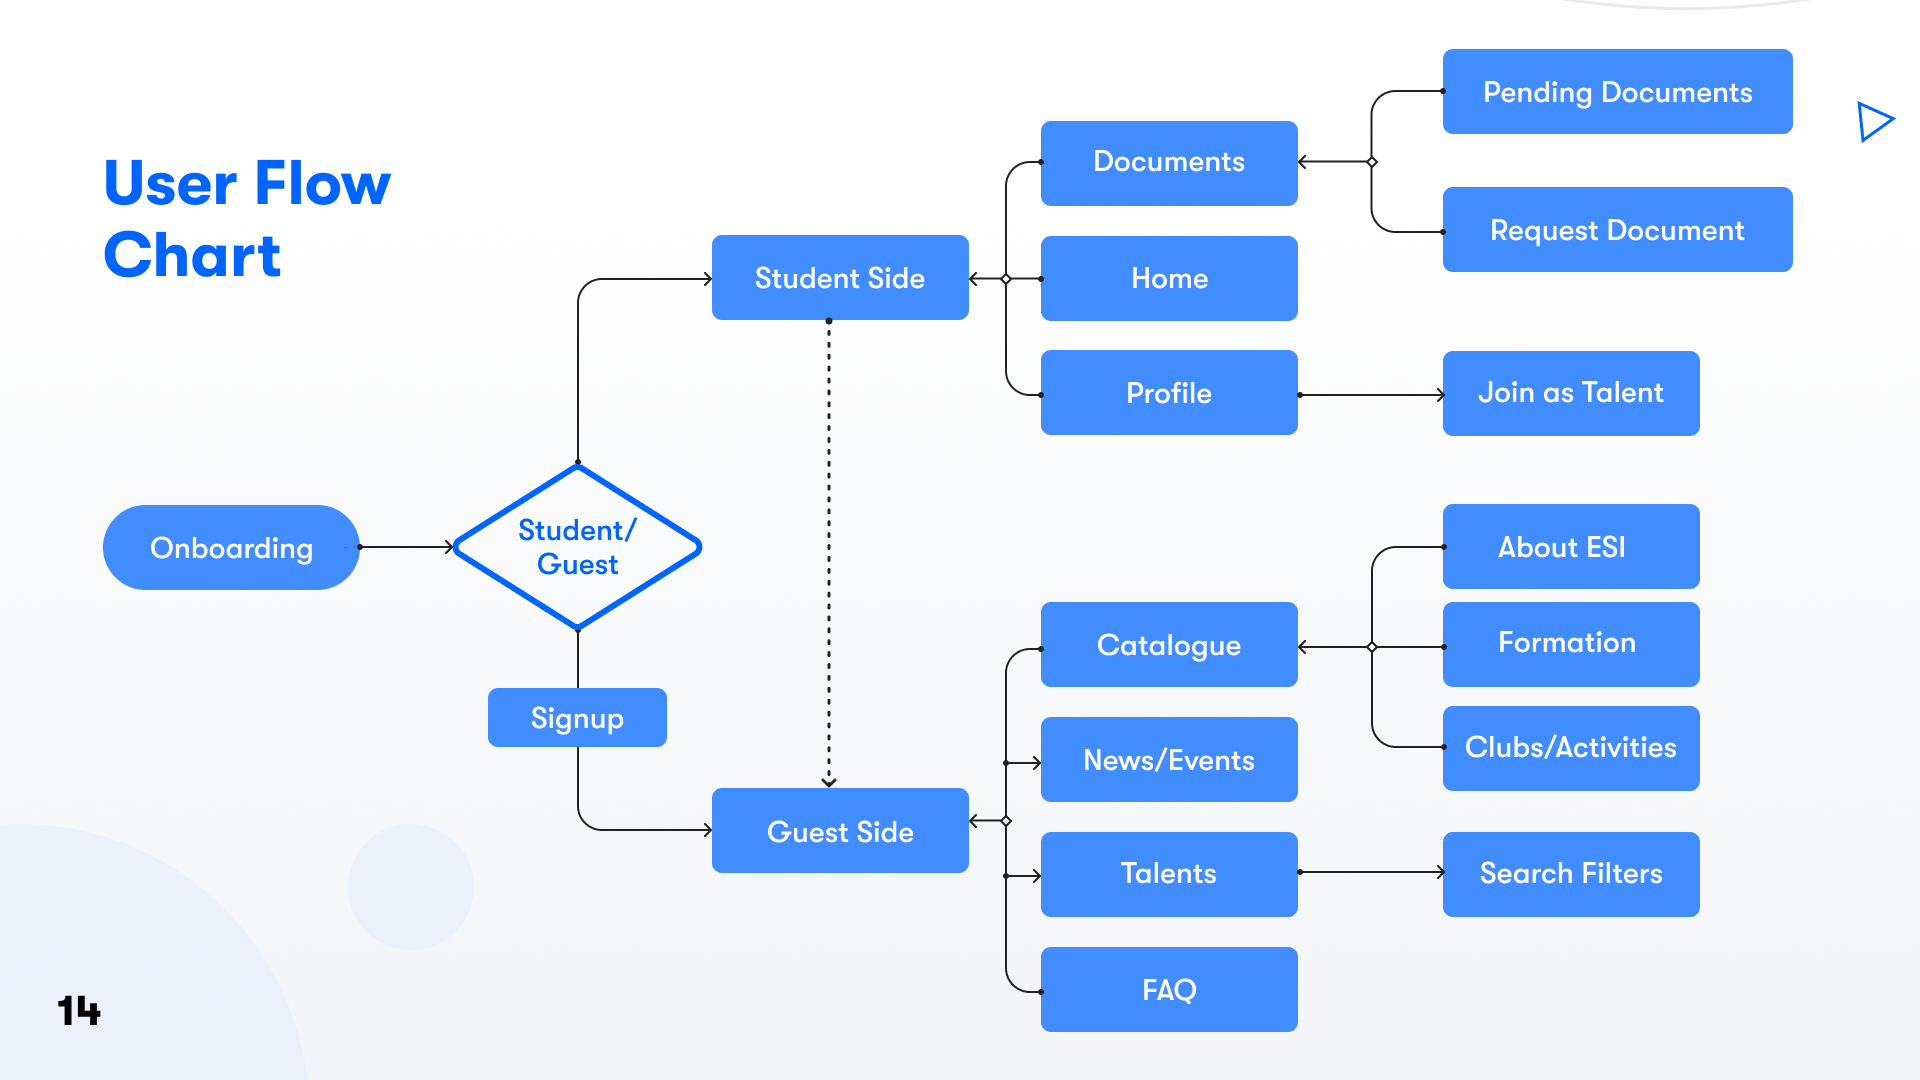 User Flow
Chart
Onboarding
Student/
Guest
Signup
Student Side
Guest Side
Documents
Home
Profile
Pending Documents
Request Document
Join as Talent
Catalogue
News/Events
Talents
FAQ
About ESI
Formation
Clubs/Activities
Search Filters
14